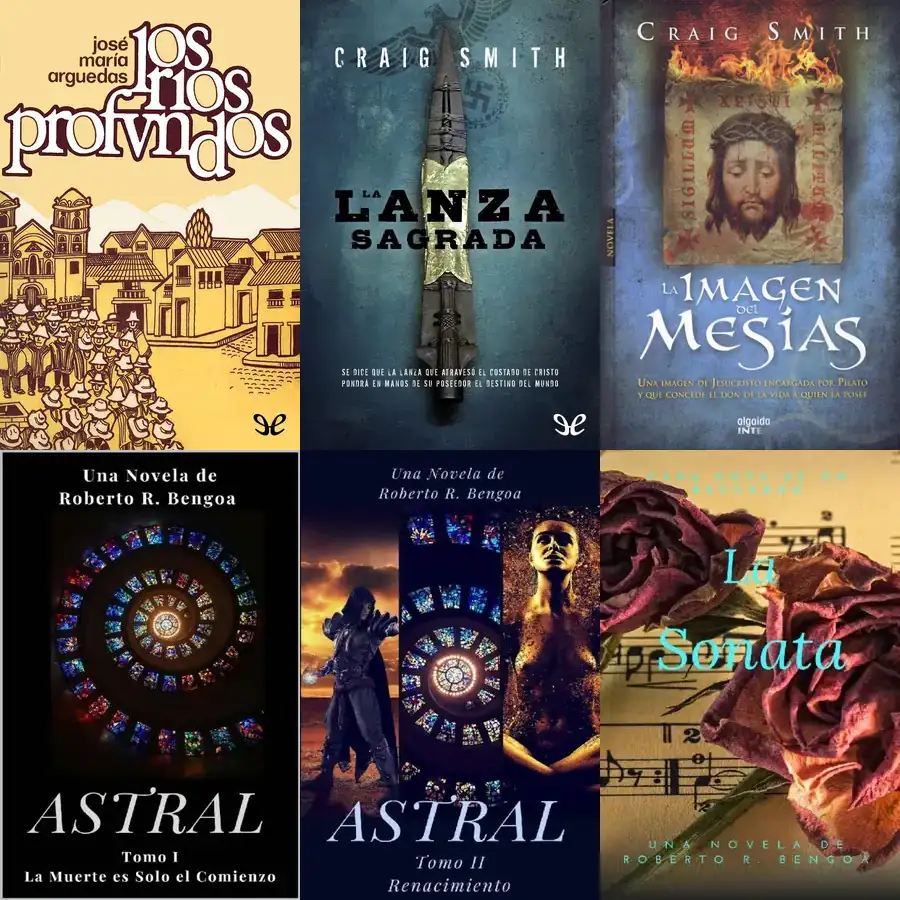 josé
maría
arguedas
los
ríos
profvndos
CRAIG SMITH
LA
LANZA
SAGRADA
SE DICE QUE LA LANZA QUE ATRAVESÓ EL COSTADO DE CRISTO
PONDRÁ EN MANOS DE SU POSEEDOR EL DESTINO DEL MUNDO
CRAIG SMITH
SIGILLUM
NOVELA
LA IMAGEN
DEL
MESÍAS
UNA IMAGEN DE JESUCRISTO ENCARGADA POR PILATO
Y QUE CONCEDE EL DON DE LA VIDA A QUIEN LA POSEE
algaida
INTER
Una Novela de
Roberto R. Bengoa
ASTRAL
Tomo I
La Muerte es Solo el Comienzo
Una Novela de
Roberto R. Bengoa
ASTRAL
Tomo II
Renacimiento
La
Sonata
UNA NOVELA DE
ROBERTO R. BENGOA